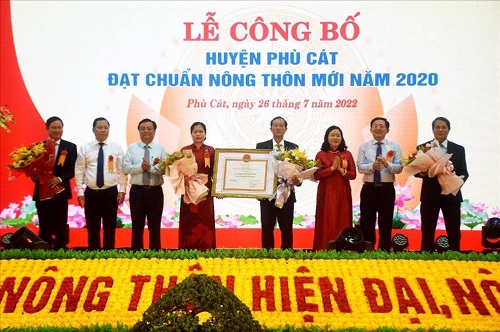 LỄ CÔNG BỐ
HUYỆN PHÙ CÁT
ĐẠT CHUẨN NÔNG THÔN MỚI NĂM 2020
Phù Cát, ngày 26 tháng 7 năm 2022
NÔNG THÔN HIỆN ĐẠI, NÔ